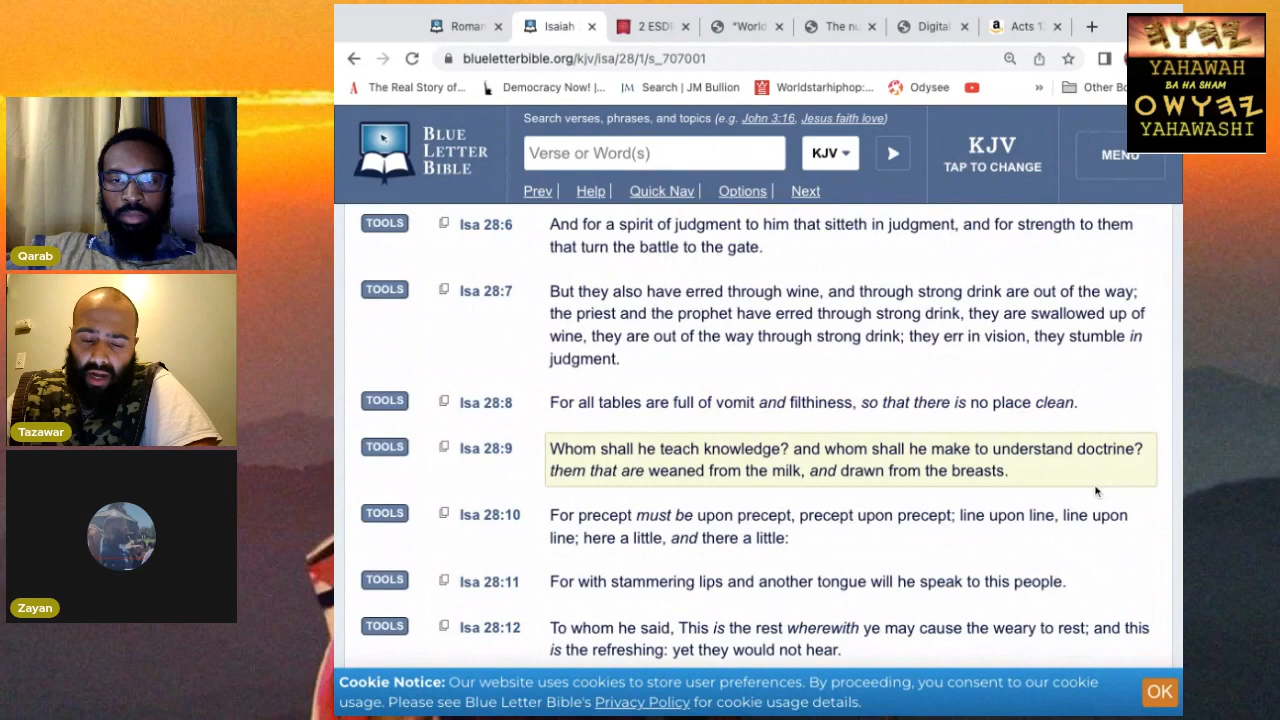 Roman
Isaiah
2 ESDR
"World
The nu
Digital
Acts 1
blueletterbible.org/kjv/isa/28/1/s_707001
The Real Story of...
Democracy Now! |...
JM Search | JM Bullion
Worldstarhiphop:...
Odysee
»
Other Bo
YAHAWAH
BA HA SHAM
YAHAWASHI
BLUE
LETTER
BIBLE
Search verses, phrases, and topics (e.g. John 3:16, Jesus faith love)
Verse or Word(s)
KJV
KJV
TAP TO CHANGE
MENU
Prev | Help | Quick Nav | Options | Next
TOOLS Isa 28:6 And for a spirit of judgment to him that sitteth in judgment, and for strength to them
that turn the battle to the gate.
TOOLS Isa 28:7 But they also have erred through wine, and through strong drink are out of the way;
the priest and the prophet have erred through strong drink, they are swallowed up of
wine, they are out of the way through strong drink; they err in vision, they stumble in
judgment.
TOOLS Isa 28:8 For all tables are full of vomit and filthiness, so that there is no place clean.
TOOLS Isa 28:9 Whom shall he teach knowledge? and whom shall he make to understand doctrine?
them that are weaned from the milk, and drawn from the breasts.
TOOLS Isa 28:10 For precept must be upon precept, precept upon precept; line upon line, line upon
line; here a little, and there a little:
TOOLS Isa 28:11 For with stammering lips and another tongue will he speak to this people.
TOOLS Isa 28:12 To whom he said, This is the rest wherewith ye may cause the weary to rest; and this
is the refreshing: yet they would not hear.
Cookie Notice: Our website uses cookies to store user preferences. By proceeding, you consent to our cookie
usage. Please see Blue Letter Bible's Privacy Policy for cookie usage details.
OK
Qarab
Tazawar
Zayan